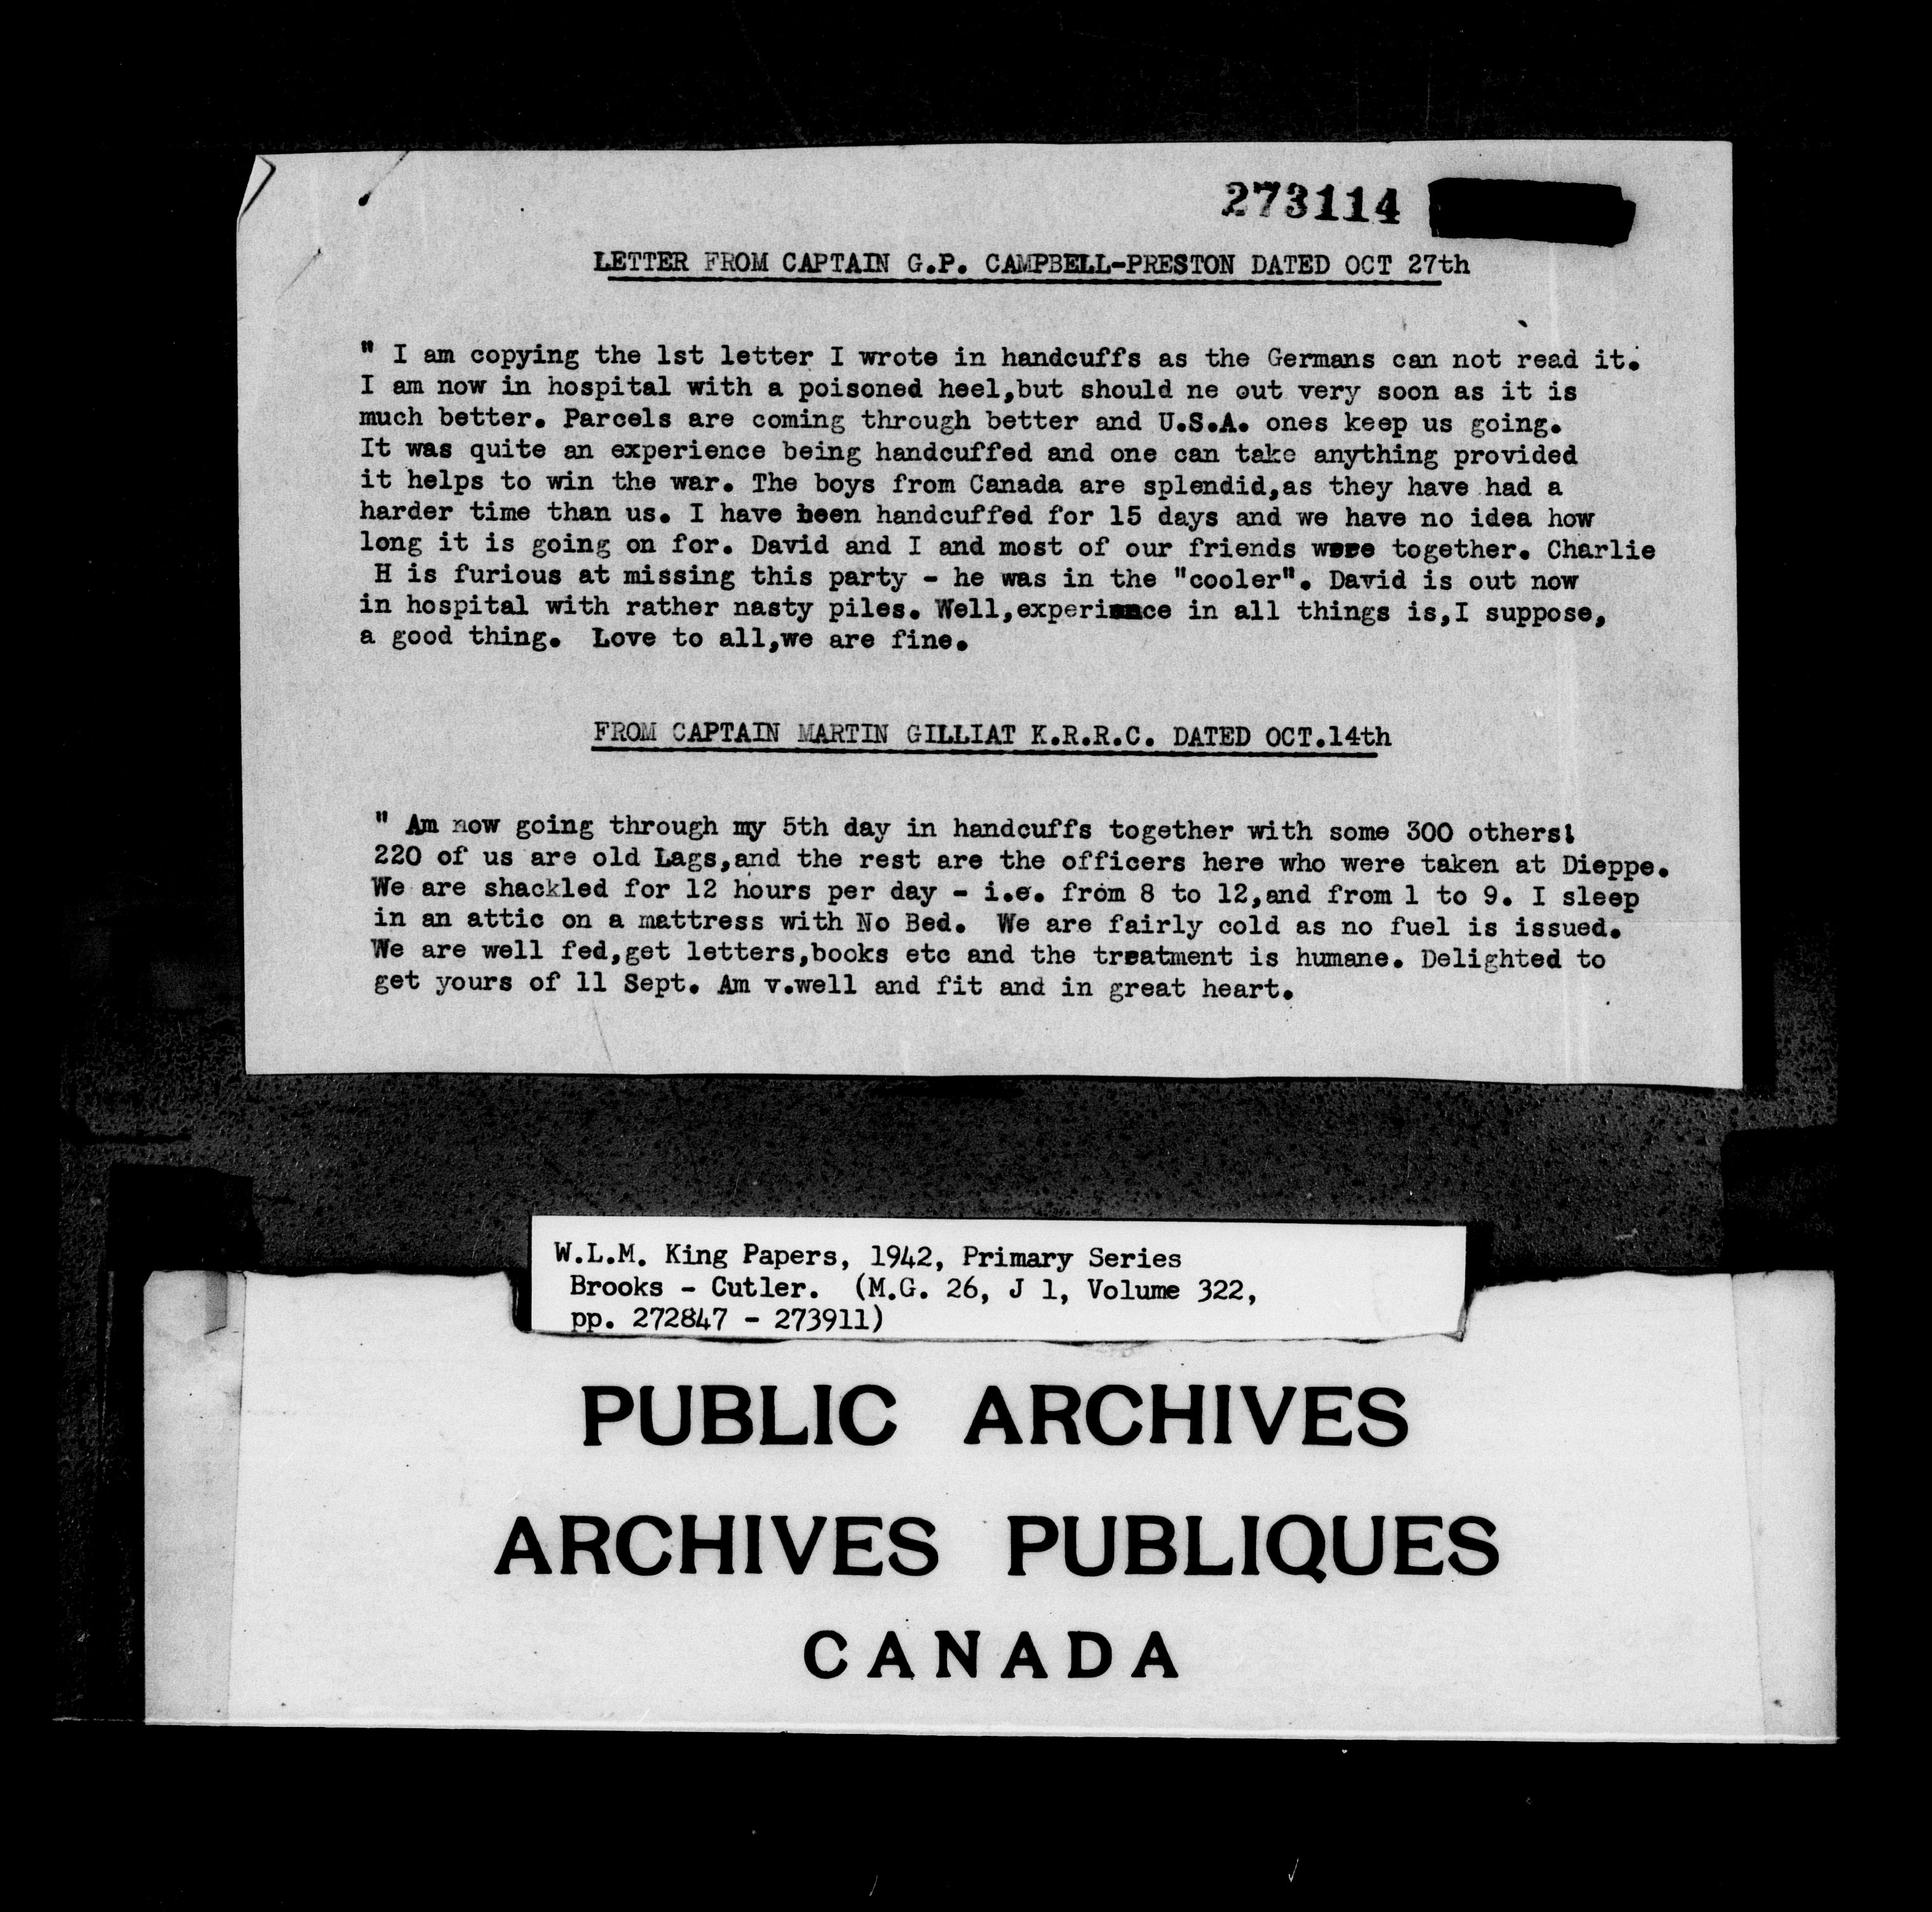 273114
LETTER FROM CAPTAIN G.P. CAMPBELL-PRESTON DATED OCT 27th
" I am copying the 1st letter I wrote in handcuffs as the Germans can not read it.
I am now in hospital with a poisoned heel,but should ne out very soon as it is
much better. Parcels are coming through better and U.S.A. ones keep us going.
It was quite an experience being handcuffed and one can take anything provided
it helps to win the war. The boys from Canada are splendid,as they have had a
harder time than us. I have been handcuffed for 15 days and we have no idea how
long it is going on for. David and I and most of our friends were together. Charlie
H is furious at missing this party - he was in the "cooler". David is out now
in hospital with rather nasty piles. Well,experience in all things is,I suppose,
a good thing. Love to all,we are fine.
FROM CAPTAIN MARTIN GILLIAT K.R.R.C. DATED OCT.14th
" Am now going through my 5th day in handcuffs together with some 300 others!
220 of us are old Lags,and the rest are the officers here who were taken at Dieppe.
We are shackled for 12 hours per day - i.e. from 8 to 12,and from 1 to 9. I sleep
in an attic on a mattress with No Bed. We are fairly cold as no fuel is issued.
We are well fed,get letters,books etc and the treatment is humane. Delighted to
get yours of 11 Sept. Am v.well and fit and in great heart.
W.L.M. King Papers, 1942, Primary Series
Brooks - Cutler. (M.G. 26, J 1, Volume 322,
pp. 272847 - 273911)
PUBLIC ARCHIVES
ARCHIVES PUBLIQUES
CANADA